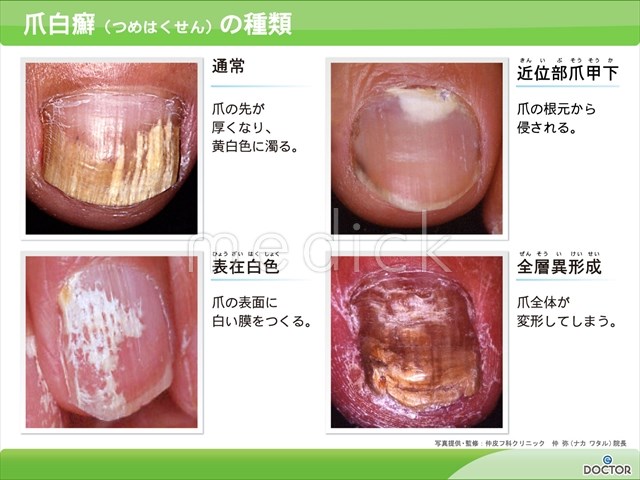 爪白癬（つめはくせん）の種類
通常
爪の先が
厚くなり、
黄白色に濁る。
きんいぶそうそうか
近位部爪甲下
爪の根元から
侵される。
medick
ひょうざいはくしょく
表在白色
爪の表面に
白い膜をつくる。
ぜんそういけいせい
全層異形成
爪全体が
変形してしまう。
写真提供・監修：仲皮フ科クリニック　仲 弥（ナカ ワタル）院長
e
DOCTOR